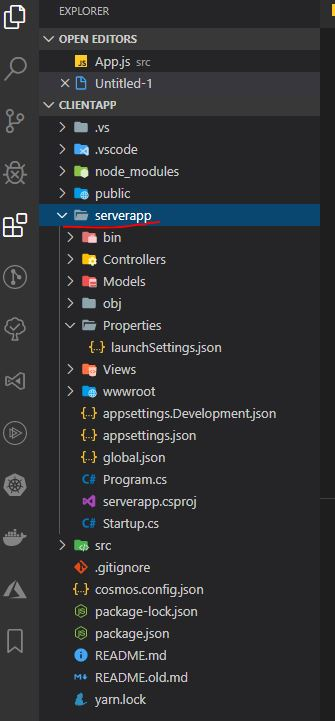 EXPLORER
OPEN EDITORS
JS App.js src
Untitled-1
CLIENTAPP
.vs
.vscode
node_modules
public
serverapp
bin
Controllers
Models
obj
Properties
{..} launchSettings.json
Views
wwwroot
{..} appsettings.Development.json
{..} appsettings.json
{..} global.json
C# Program.cs
serverapp.csproj
C# Startup.cs
src
.gitignore
{..} cosmos.config.json
package-lock.json
package.json
README.md
README.old.md
yarn.lock